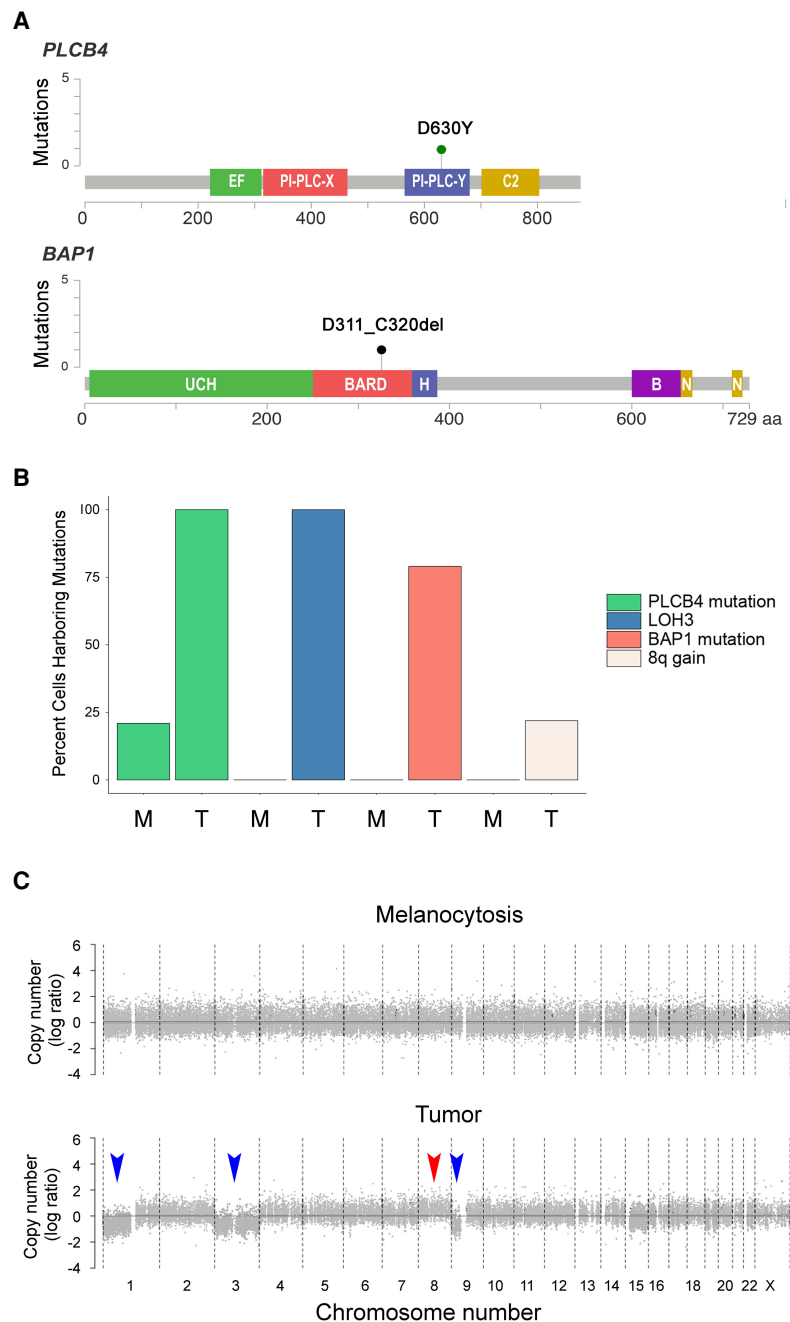 A
PLCB4
Mutations
5
0
D630Y
EF
PI-PLC-X
PI-PLC-Y
C2
0 200 400 600 800
BAP1
Mutations
5
0
D311_C320del
UCH
BARD
H
B
N
N
0 200 400 600 729 aa
B
Percent Cells Harboring Mutations
100
75
50
25
0
M T M T M T M T
PLCB4 mutation
LOH3
BAP1 mutation
8q gain
C
Melanocytosis
Copy number
(log ratio)
6
4
2
0
-2
-4
Tumor
Copy number
(log ratio)
6
4
2
0
-2
-4
1 2 3 4 5 6 7 8 9 10 11 12 13 14 15 16 18 20 22 X
Chromosome number